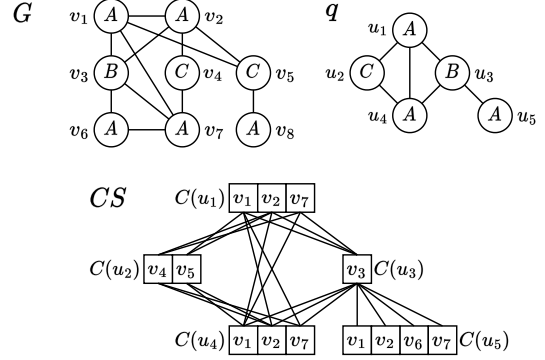 G q
v1 A A v2 u1 A
v3 B C v4 C v5 u2 C B u3
v6 A A v7 A v8 u4 A A u5
CS C(u1) v1 v2 v7
C(u2) v4 v5 v3 C(u3)
C(u4) v1 v2 v7 v1 v2 v6 v7 C(u5)